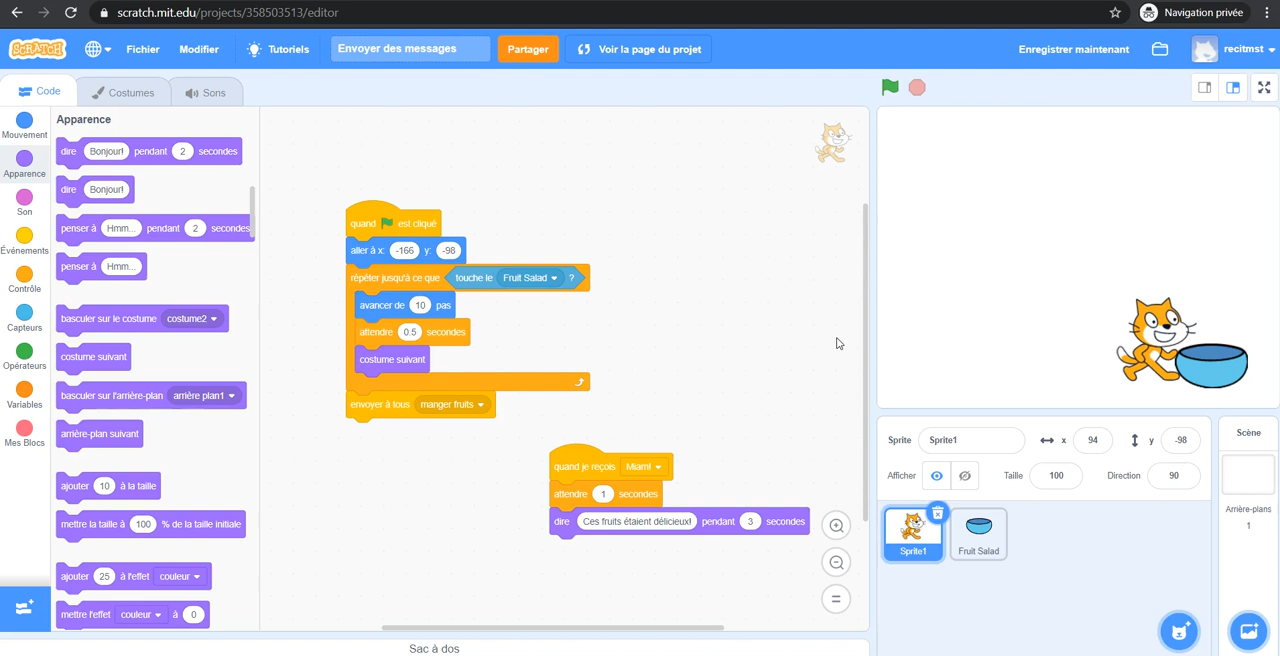 scratch.mit.edu/projects/358503513/editor
Navigation privée
SCRATCH Fichier Modifier Tutoriels Envoyer des messages Partager Voir la page du projet Enregistrer maintenant recitmst
Code Costumes Sons
Mouvement
Apparence
Son
Événements
Contrôle
Capteurs
Opérateurs
Variables
Mes Blocs
Apparence
dire Bonjour! pendant 2 secondes
dire Bonjour!
penser à Hmm... pendant 2 secondes
penser à Hmm...
basculer sur le costume costume2
costume suivant
basculer sur l'arrière-plan arrière plan1
arrière-plan suivant
ajouter 10 à la taille
mettre la taille à 100 % de la taille initiale
ajouter 25 à l'effet couleur
mettre l'effet couleur à 0
quand est cliqué
aller à x: -166 y: -98
répéter jusqu'à ce que touche le Fruit Salad ?
avancer de 10 pas
attendre 0.5 secondes
costume suivant
envoyer à tous manger fruits
quand je reçois Miam!
attendre 1 secondes
dire Ces fruits étaient délicieux! pendant 3 secondes
Sac à dos
Sprite Sprite1 x 94 y -98
Afficher Taille 100 Direction 90
Sprite1
Fruit Salad
Scène
Arrière-plans
1